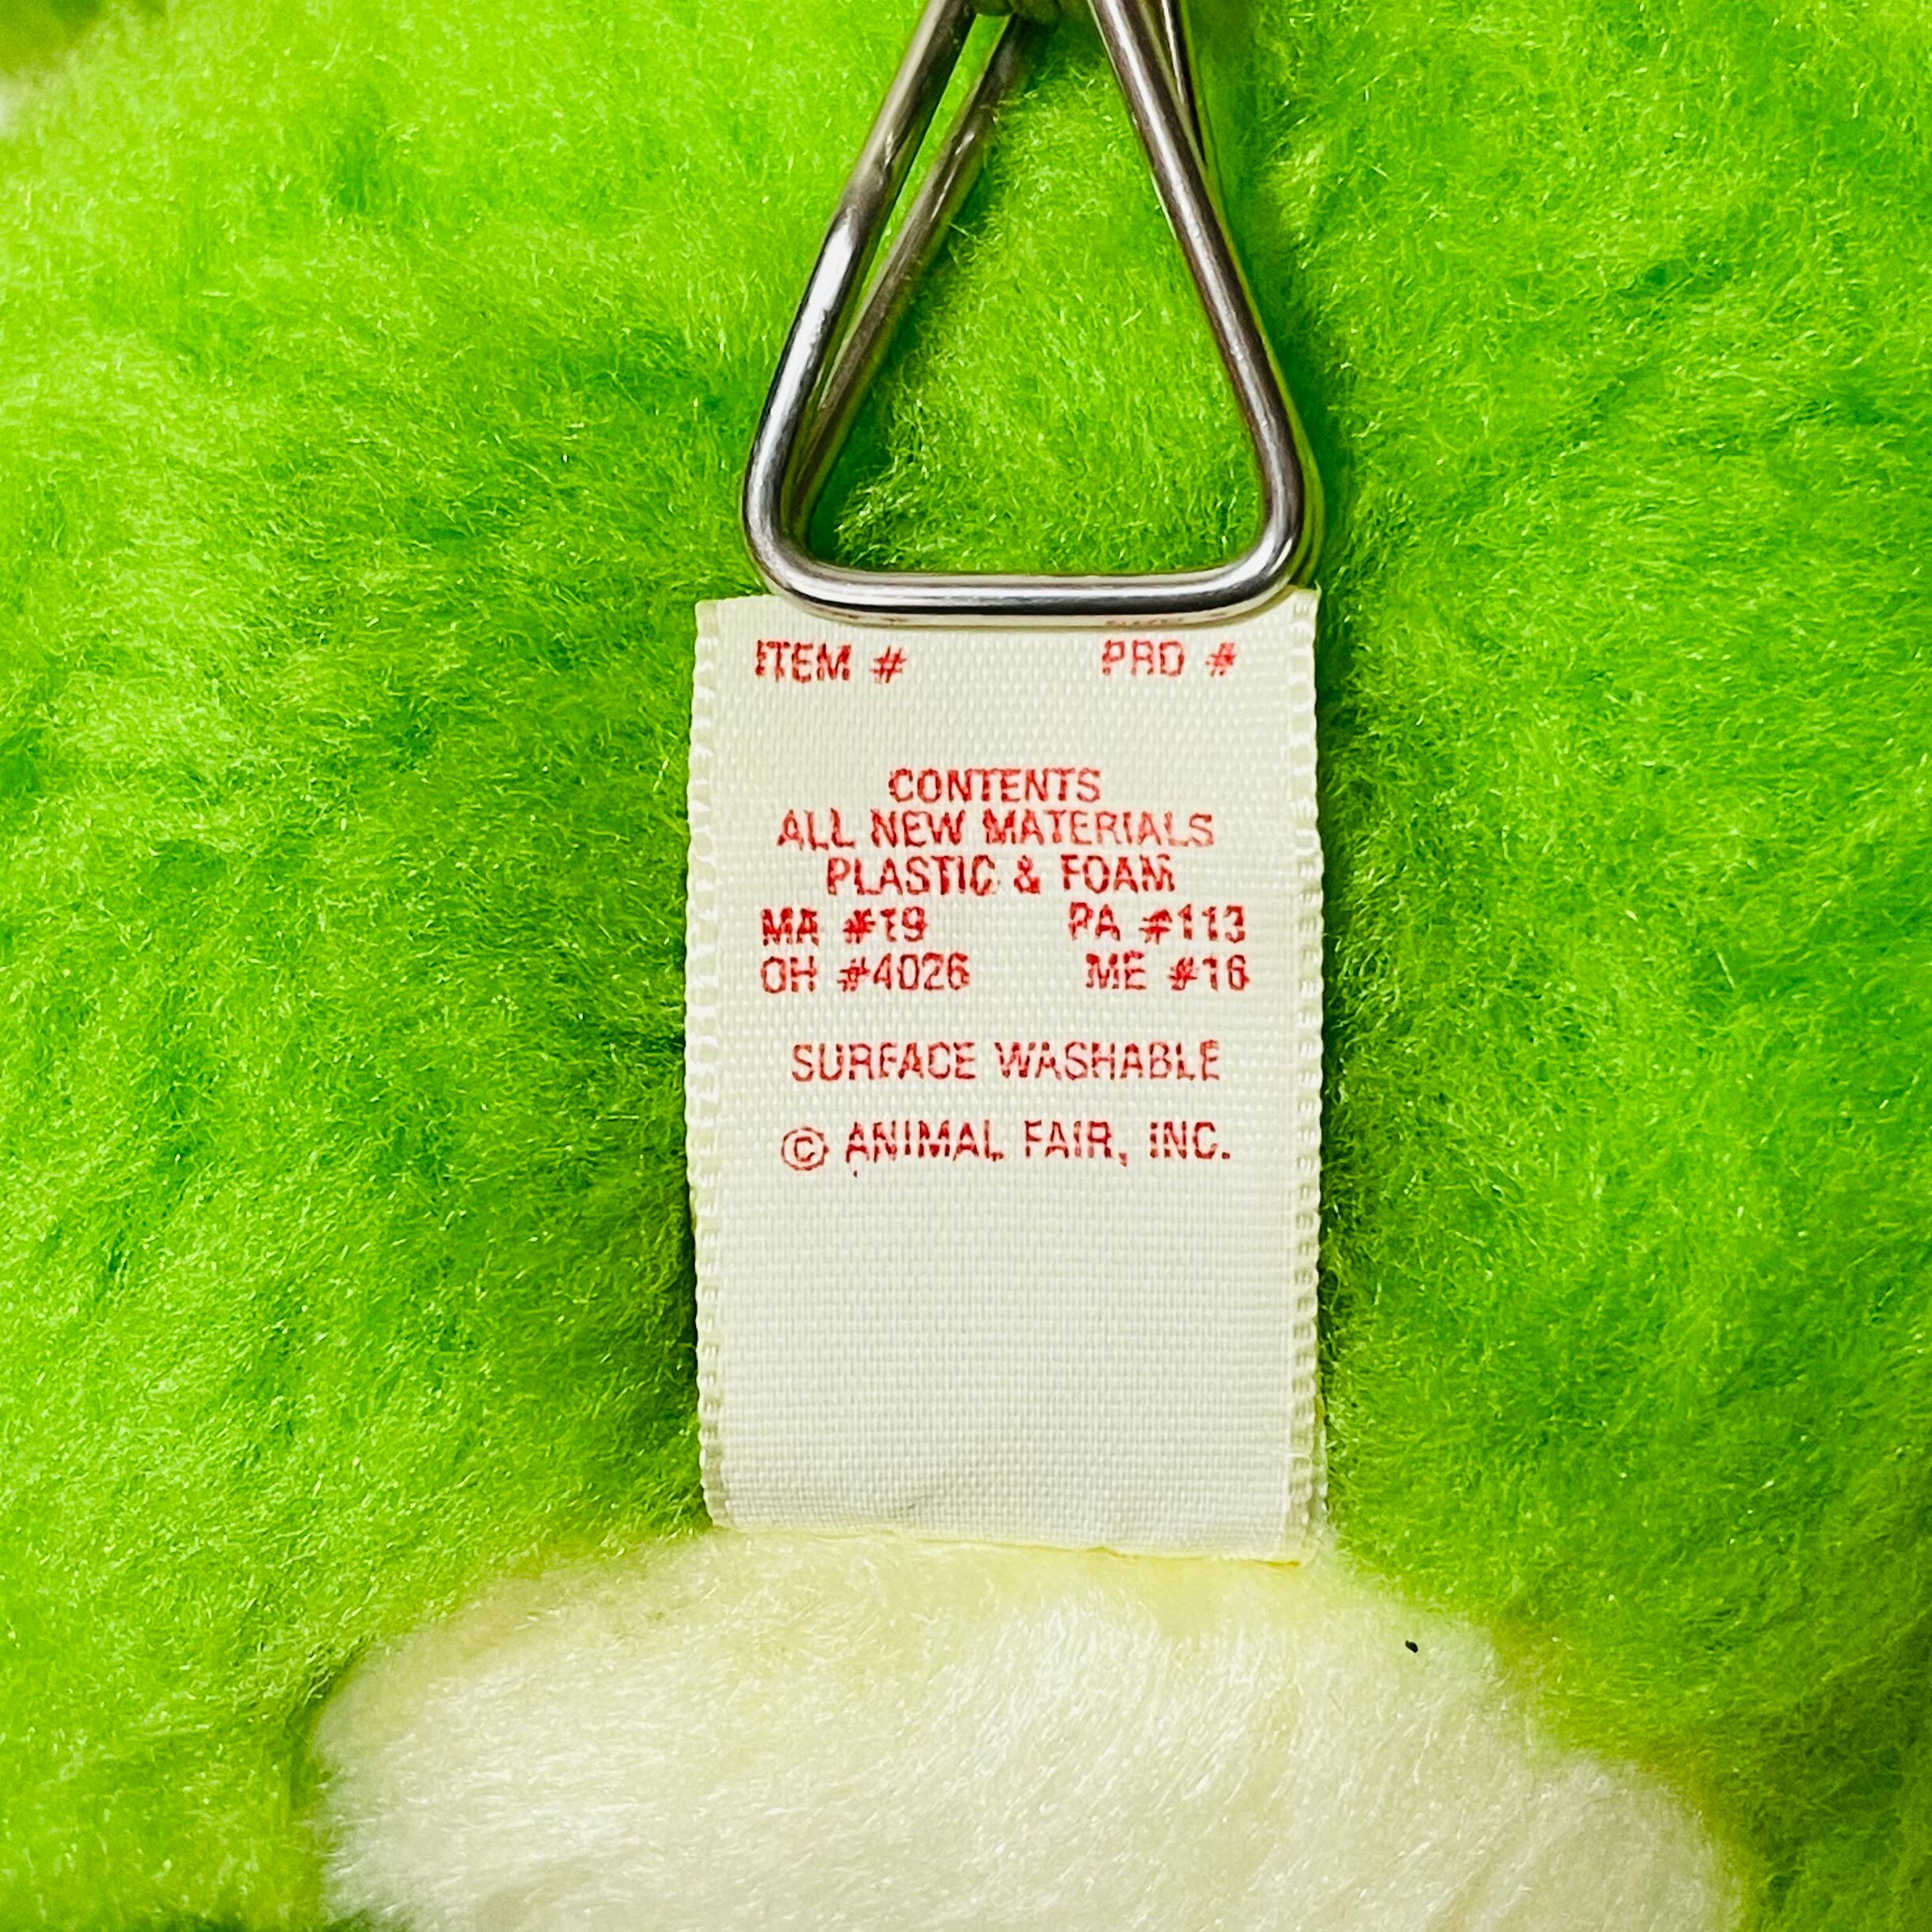 ITEM # PRD #
CONTENTS
ALL NEW MATERIALS
PLASTIC & FOAM
MA #19 PA #113
OH #4026 ME #16
SURFACE WASHABLE
© ANIMAL FAIR, INC.